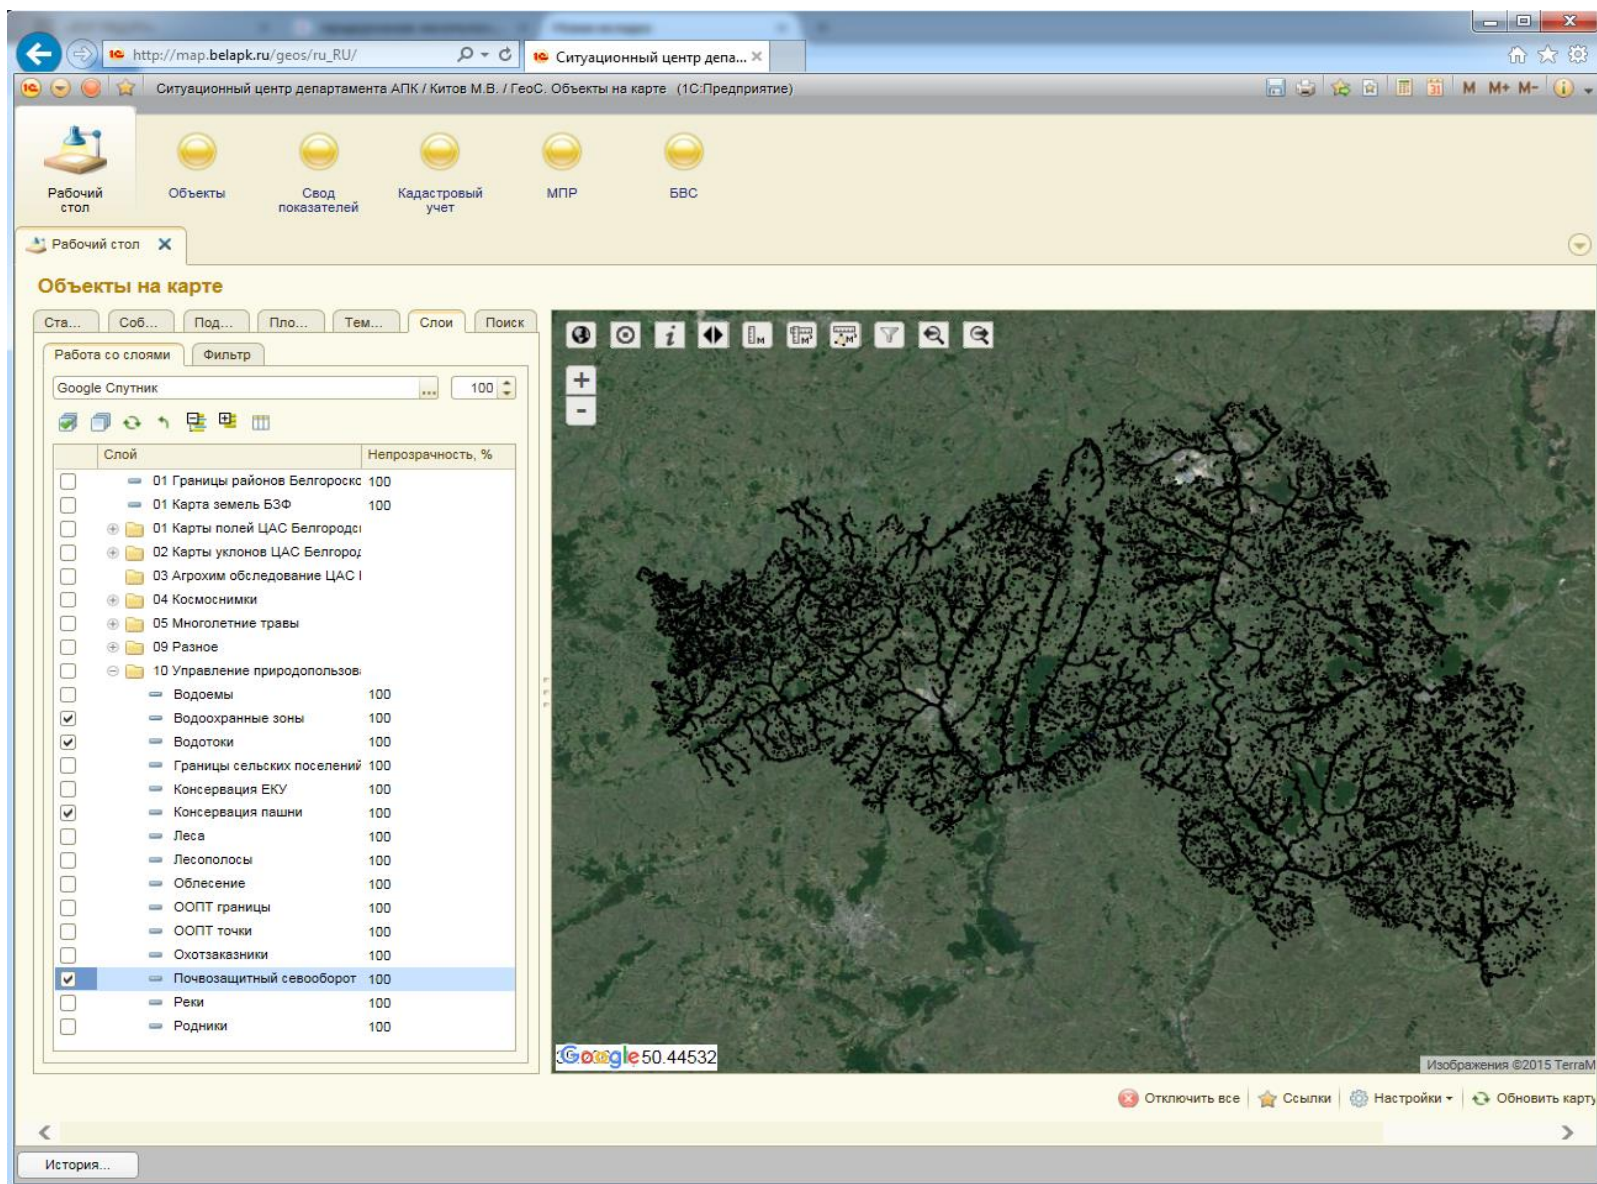 http://map.belapk.ru/geos/ru_RU/
Ситуационный центр депа...
Ситуационный центр департамента АПК / Китов М.В. / ГеоС. Объекты на карте (1С:Предприятие)
M M+ M-
Рабочий стол
Объекты
Свод показателей
Кадастровый учет
МПР
БВС
Рабочий стол
Объекты на карте
Ста... Соб... Под... Пло... Тем... Слои Поиск
Работа со слоями Фильтр
Google Спутник ... 100
Слой Непрозрачность, %
01 Границы районов Белгороско 100
01 Карта земель БЗФ 100
01 Карты полей ЦАС Белгородс
02 Карты уклонов ЦАС Белгород
03 Агрохим обследование ЦАС
04 Космоснимки
05 Многолетние травы
09 Разное
10 Управление природопользов
Водоемы 100
Водоохранные зоны 100
Водотоки 100
Границы сельских поселений 100
Консервация ЕКУ 100
Консервация пашни 100
Леса 100
Лесополосы 100
Облесение 100
ООПТ границы 100
ООПТ точки 100
Охотзаказники 100
Почвозащитный севооборот 100
Реки 100
Родники 100
Google 50.44532
Изображения ©2015 TerraM
Отключить все Ссылки Настройки Обновить карту
История...